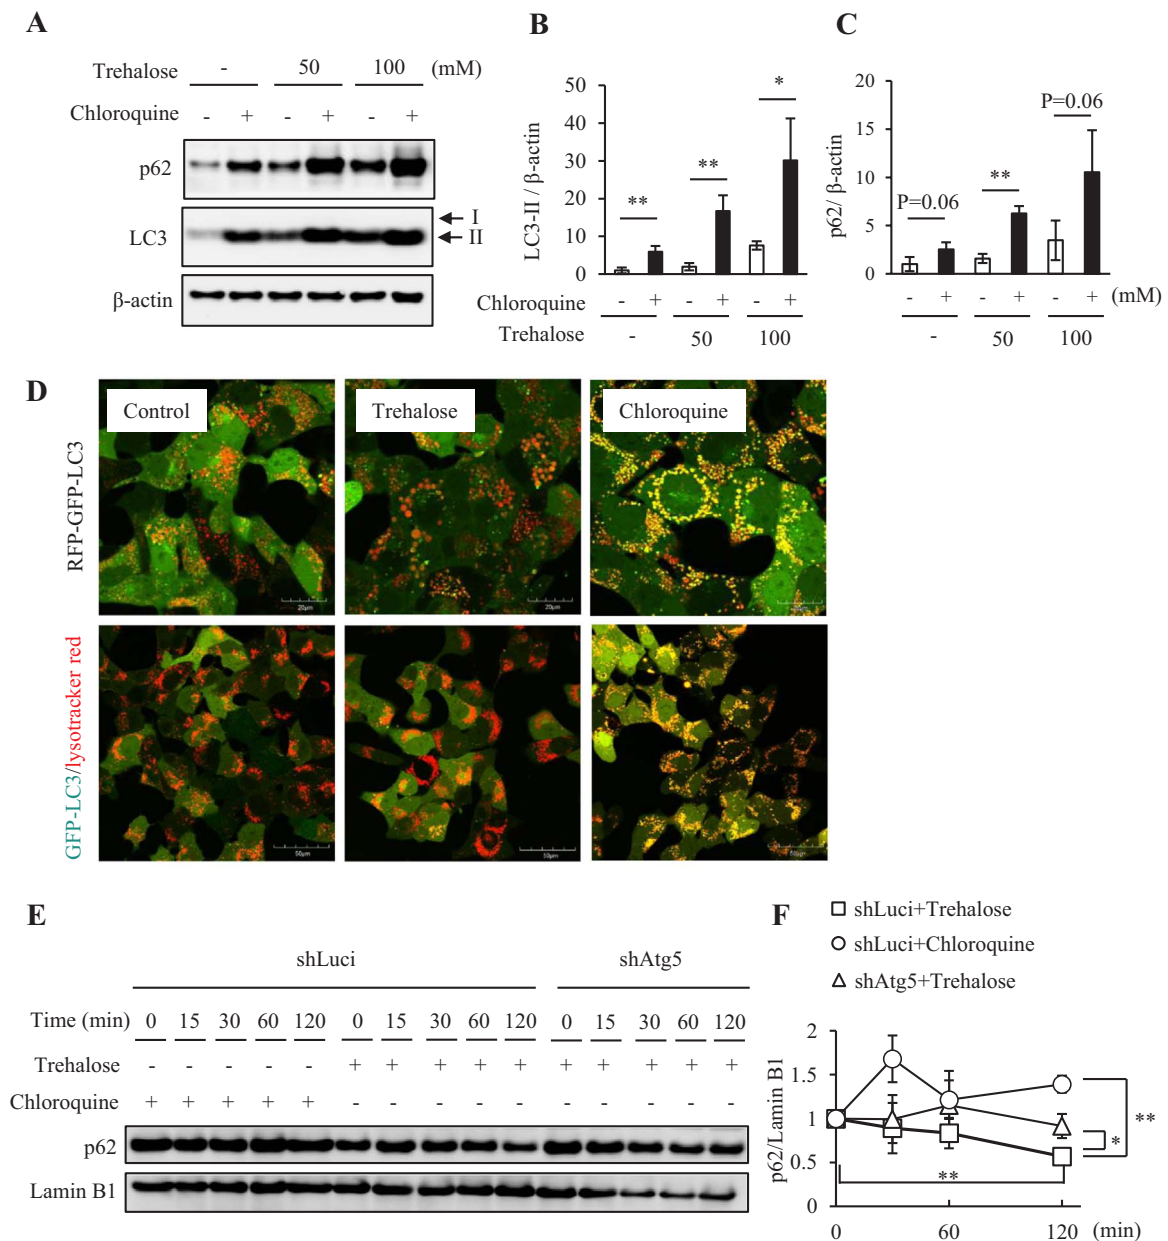 A
Trehalose - 50 100 (mM)
Chloroquine - + - + - +
p62
LC3
I
II
β-actin
B
LC3-II / β-actin
50
40
30
20
10
0
** ** *
Chloroquine - + - + - +
Trehalose - 50 100
C
p62/ β-actin
20
15
10
5
0
P=0.06 ** P=0.06
- + - + - + (mM)
- 50 100
D
RFP-GFP-LC3
Control
Trehalose
Chloroquine
20μm
20μm
GFP-LC3/lysotracker red
50μm
50μm
E
shLuci shAtg5
Time (min) 0 15 30 60 120 0 15 30 60 120 0 15 30 60 120
Trehalose - - - - - + + + + + + + + + +
Chloroquine + + + + + - - - - - - - - - -
p62
Lamin B1
F
shLuci+Trehalose
shLuci+Chloroquine
shAtg5+Trehalose
p62/Lamin B1
2
1.5
1
0.5
0
**
*
**
0 60 120 (min)